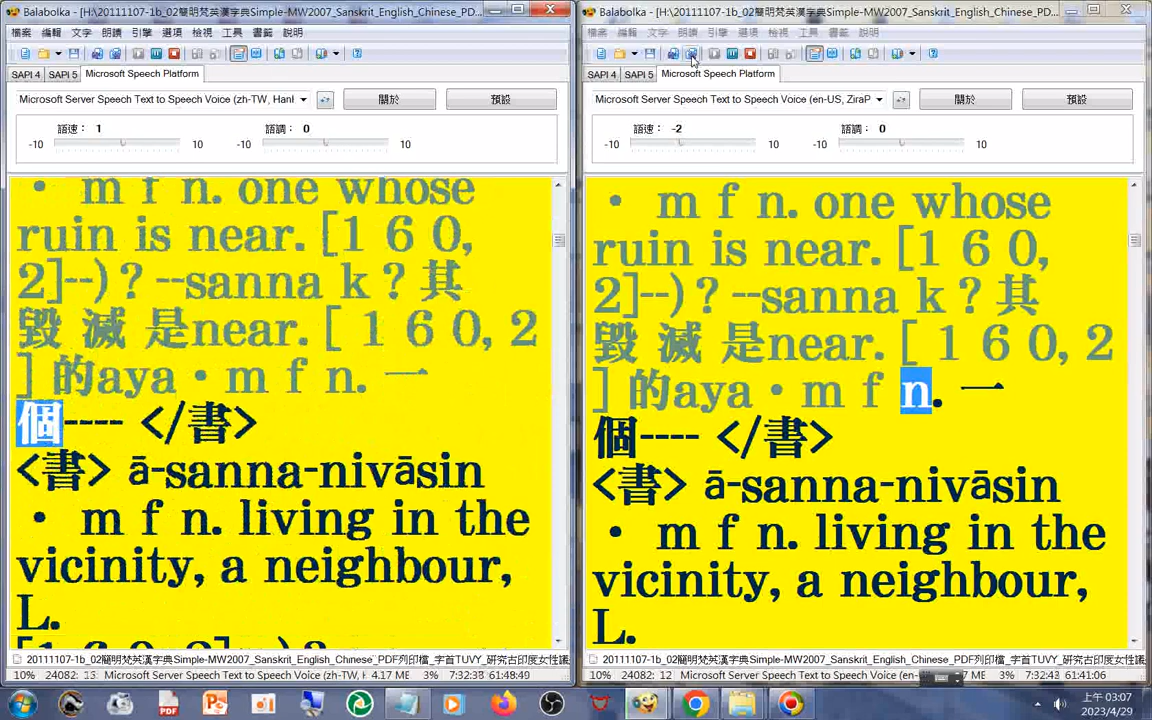 Balabolka - [H:\20111107-1b_02簡明梵英漢字典Simple-MW2007_Sanskrit_English_Chinese_PD...
檔案 編輯 文字 朗讀 引擎 選項 檢視 工具 書籤 說明
SAPI 4 SAPI 5 Microsoft Speech Platform
Microsoft Server Speech Text to Speech Voice (zh-TW, Hanl
關於 預設
語速： 1 語調： 0
-10 10 -10 10
• m f n. one whose
ruin is near. [1 6 0,
2]--)？--sanna k？其
毀 滅 是near. [ 1 6 0, 2
] 的aya • m f n. 一
個---- </書>
<書> ā-sanna-nivāsin
• m f n. living in the
vicinity, a neighbour,
L.
20111107-1b_02簡明梵英漢字典Simple-MW2007_Sanskrit_English_Chinese_PDF列印檔_字首TUVY_研究古印度女性議
10% 24082: 13 Microsoft Server Speech Text to Speech Voice (zh-TW, H 4.17 ME 3% 7:32:38 61:48:49
Balabolka - [H:\20111107-1b_02簡明梵英漢字典Simple-MW2007_Sanskrit_English_Chinese_PDF...
檔案 編輯 文字 朗讀 引擎 選項 檢視 工具 書籤 說明
SAPI 4 SAPI 5 Microsoft Speech Platform
Microsoft Server Speech Text to Speech Voice (en-US, ZiraP
關於 預設
語速： -2 語調： 0
-10 10 -10 10
• m f n. one whose
ruin is near. [1 6 0,
2]--)？--sanna k？其
毀 滅 是near. [ 1 6 0, 2
] 的aya • m f n. 一
個---- </書>
<書> ā-sanna-nivāsin
• m f n. living in the
vicinity, a neighbour,
L.
20111107-1b_02簡明梵英漢字典Simple-MW2007_Sanskrit_English_Chinese_PDF列印檔_字首TUVY_研究古印度女性議
10% 24082: 12 Microsoft Server Speech Text to Speech Voice (en-US, 4.17 MB 3% 7:32:43 61:41:06
上午 03:07
2023/4/29